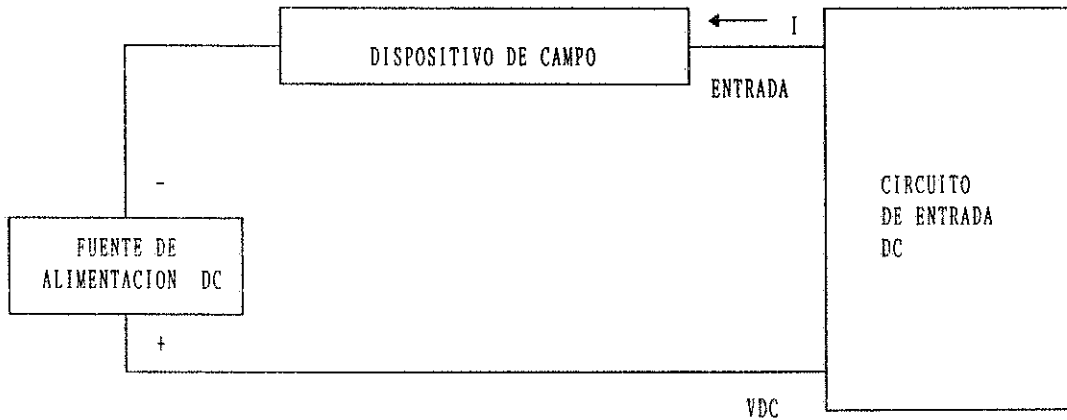 I
DISPOSITIVO DE CAMPO
ENTRADA
-
CIRCUITO
DE ENTRADA
DC
FUENTE DE
ALIMENTACION DC
+
VDC